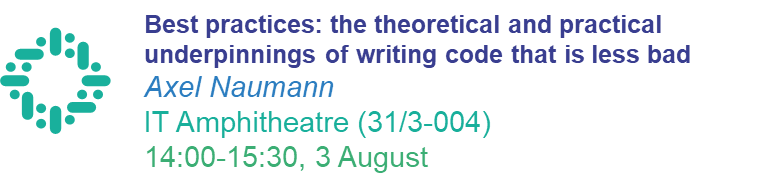 Best practices: the theoretical and practical
underpinnings of writing code that is less bad
Axel Naumann
IT Amphitheatre (31/3-004)
14:00-15:30, 3 August